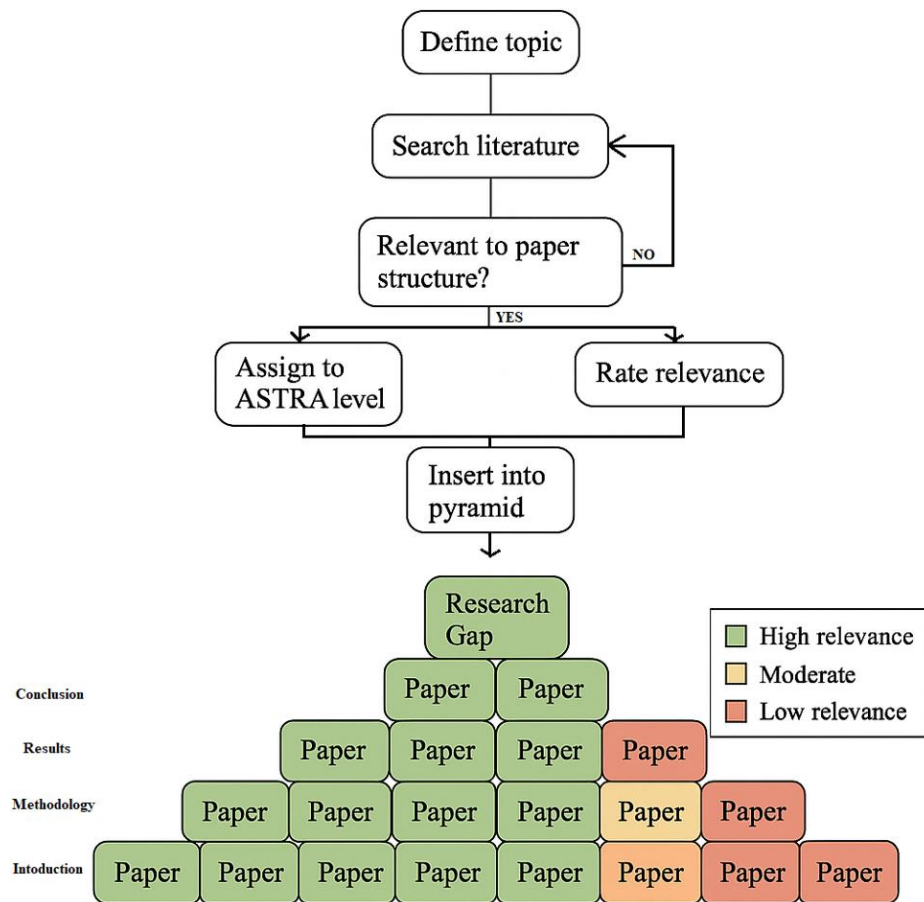 Define topic
Search literature
Relevant to paper
structure?
NO
YES
Assign to
ASTRA level
Rate relevance
Insert into
pyramid
Research
Gap
High relevance
Moderate
Low relevance
Conclusion
Paper Paper
Results
Paper Paper Paper Paper
Methodology
Paper Paper Paper Paper Paper Paper
Intoduction
Paper Paper Paper Paper Paper Paper Paper Paper